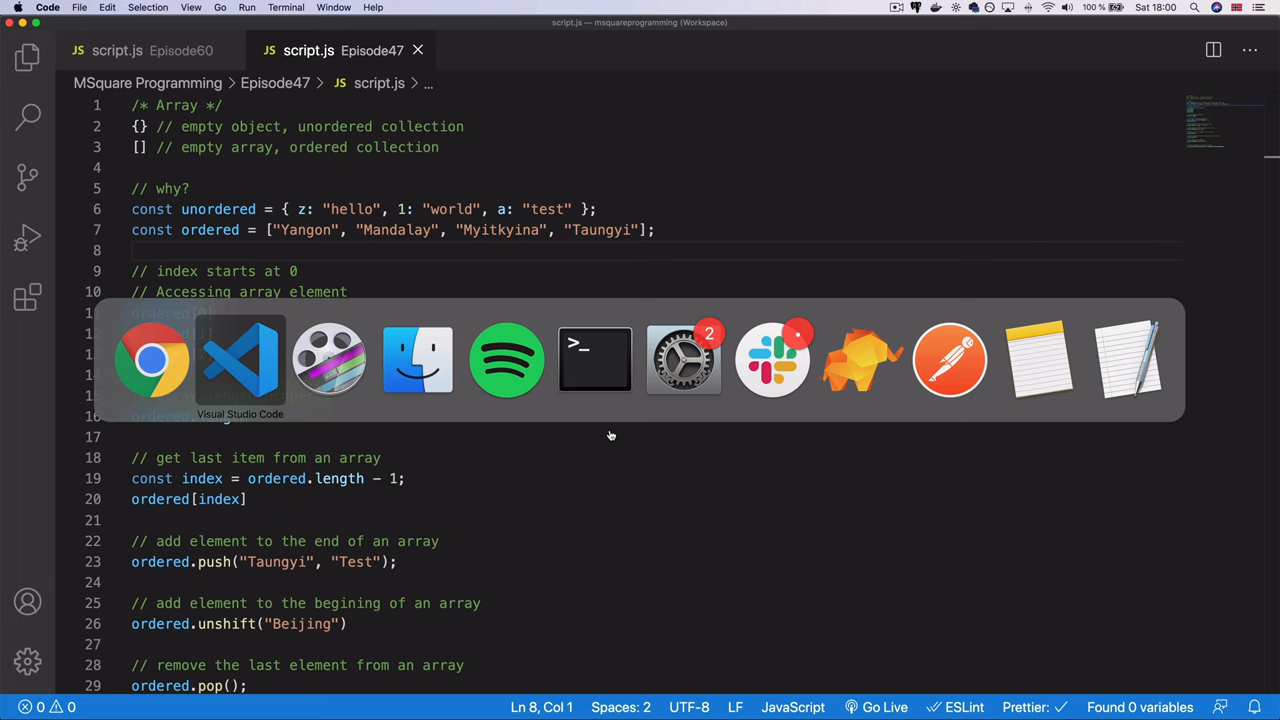 Code File Edit Selection View Go Run Terminal Window Help 100 % Sat 18:00
script.js — msquareprogramming (Workspace)
JS script.js Episode60 JS script.js Episode47
MSquare Programming > Episode47 > JS script.js > ...
1 /* Array */
2 {} // empty object, unordered collection
3 [] // empty array, ordered collection
4
5 // why?
6 const unordered = { z: "hello", 1: "world", a: "test" };
7 const ordered = ["Yangon", "Mandalay", "Myitkyina", "Taungyi"];
8
9 // index starts at 0
10 // Accessing array element
>_ 2
Visual Studio Code
17
18 // get last item from an array
19 const index = ordered.length - 1;
20 ordered[index]
21
22 // add element to the end of an array
23 ordered.push("Taungyi", "Test");
24
25 // add element to the begining of an array
26 ordered.unshift("Beijing")
27
28 // remove the last element from an array
29 ordered.pop();
0 0 Ln 8, Col 1 Spaces: 2 UTF-8 LF JavaScript Go Live ESLint Prettier: Found 0 variables